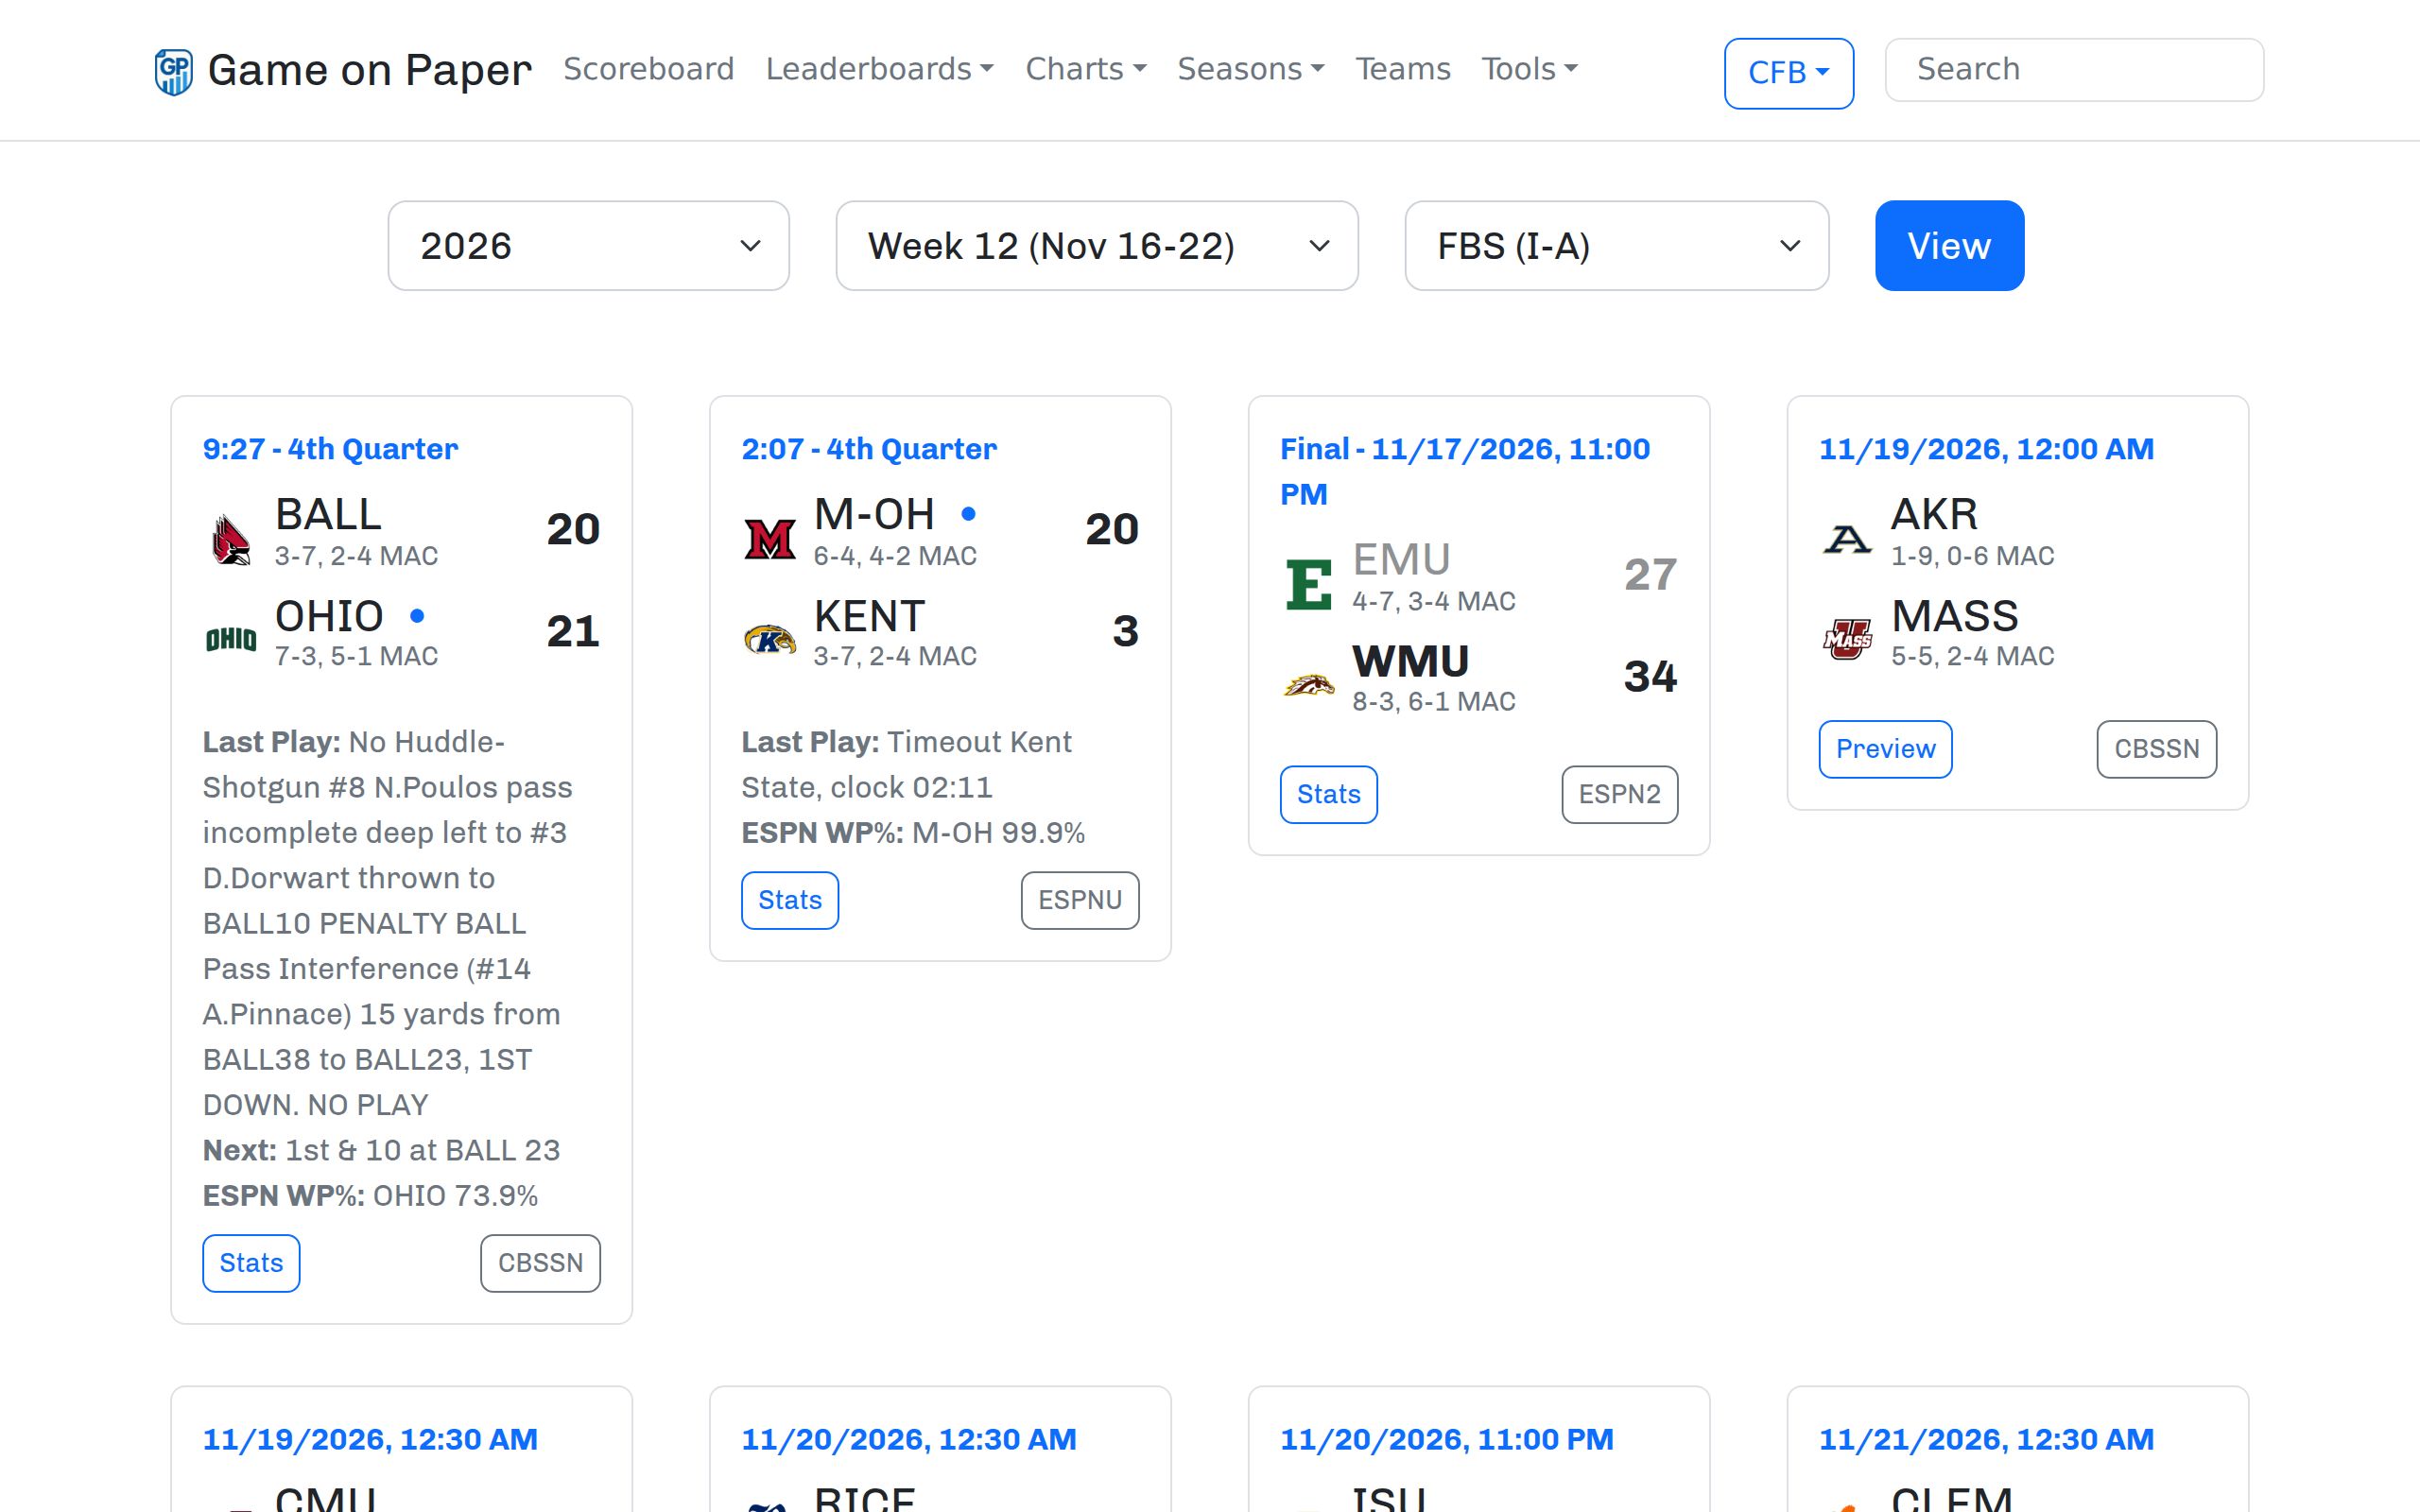 GP Game on Paper Scoreboard Leaderboards Charts Seasons Teams Tools CFB Search
2026 Week 12 (Nov 16-22) FBS (I-A) View
9:27 - 4th Quarter
BALL 20
3-7, 2-4 MAC
OHIO OHIO 21
7-3, 5-1 MAC
Last Play: No Huddle-
Shotgun #8 N.Poulos pass
incomplete deep left to #3
D.Dorwart thrown to
BALL10 PENALTY BALL
Pass Interference (#14
A.Pinnace) 15 yards from
BALL38 to BALL23, 1ST
DOWN. NO PLAY
Next: 1st & 10 at BALL 23
ESPN WP%: OHIO 73.9%
Stats CBSSN
2:07 - 4th Quarter
M M-OH 20
6-4, 4-2 MAC
K KENT 3
3-7, 2-4 MAC
Last Play: Timeout Kent
State, clock 02:11
ESPN WP%: M-OH 99.9%
Stats ESPNU
Final - 11/17/2026, 11:00
PM
E EMU 27
4-7, 3-4 MAC
WMU 34
8-3, 6-1 MAC
Stats ESPN2
11/19/2026, 12:00 AM
A AKR
1-9, 0-6 MAC
U MASS MASS
5-5, 2-4 MAC
Preview CBSSN
11/19/2026, 12:30 AM
CMU
11/20/2026, 12:30 AM
RICE
11/20/2026, 11:00 PM
ISU
11/21/2026, 12:30 AM
CLEM